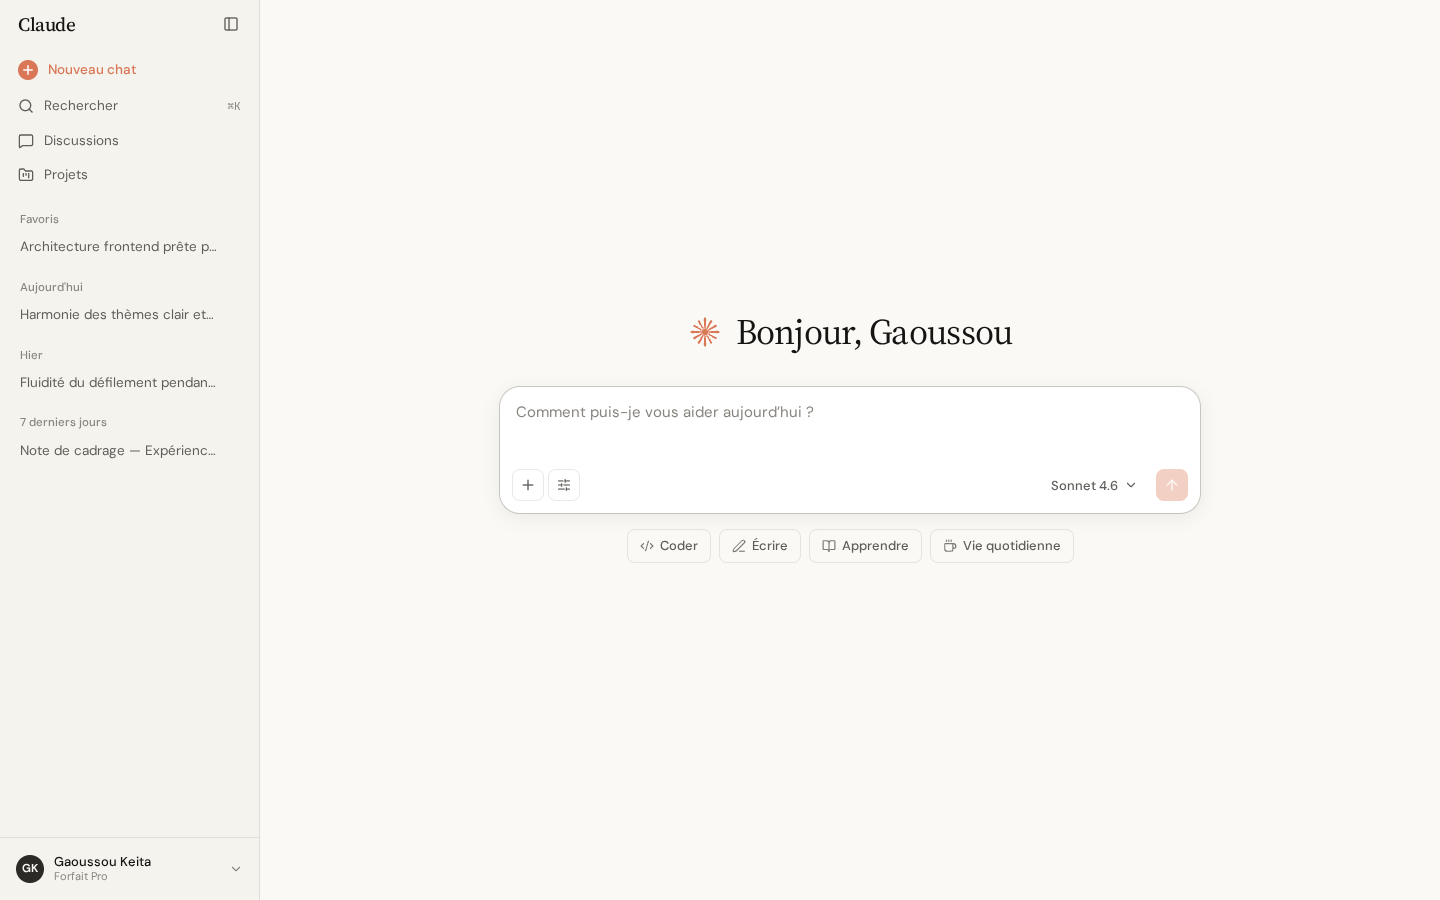 Claude
Nouveau chat
Rechercher ⌘K
Discussions
Projets
Favoris
Architecture frontend prête p…
Aujourd'hui
Harmonie des thèmes clair et…
Hier
Fluidité du défilement pendan…
7 derniers jours
Note de cadrage — Expérienc…
GK
Gaoussou Keita
Forfait Pro
Bonjour, Gaoussou
Comment puis-je vous aider aujourd’hui ?
Sonnet 4.6
Coder
Écrire
Apprendre
Vie quotidienne